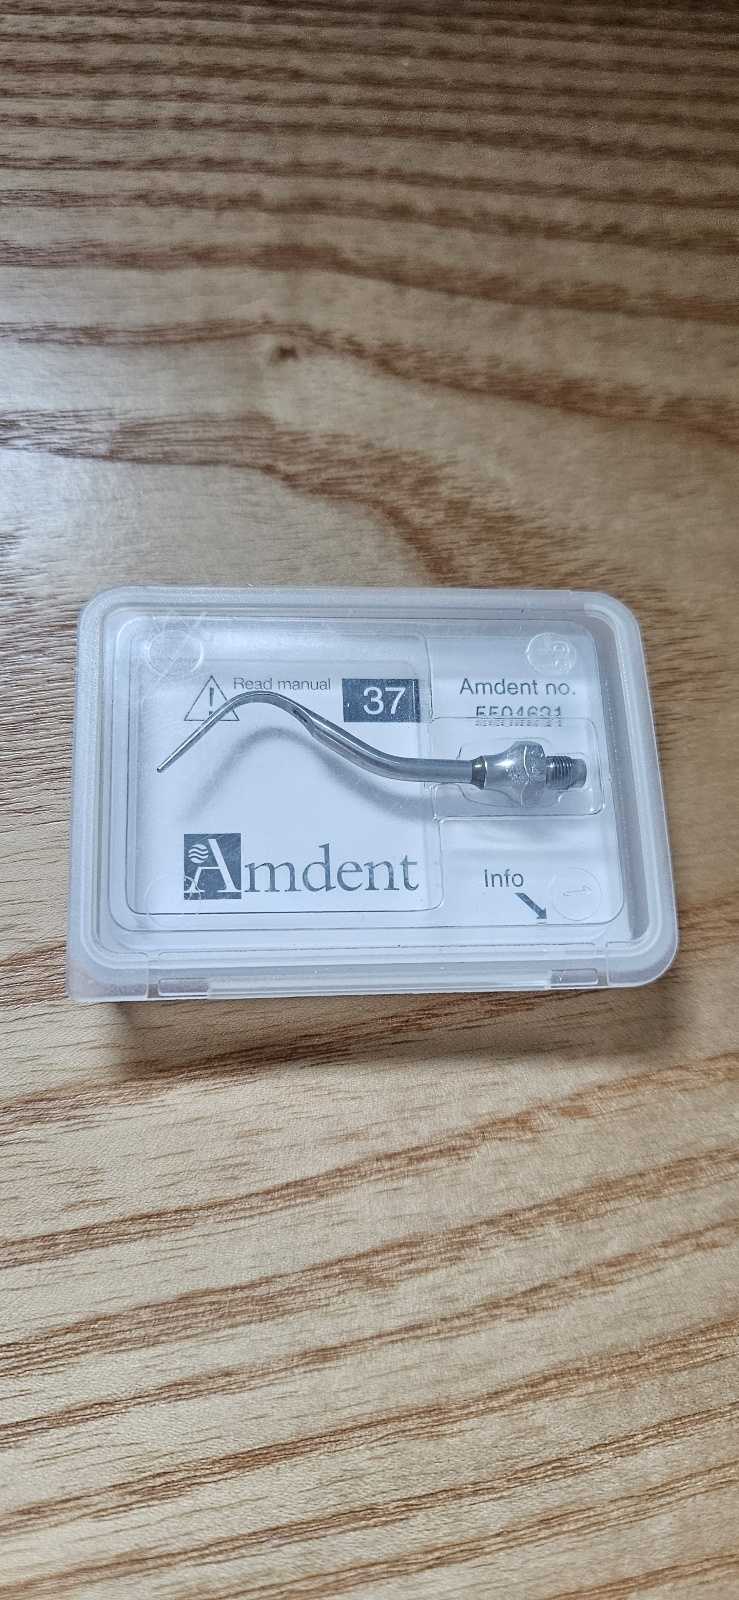 Read manual
37
Amdent no.
Amdent
Info